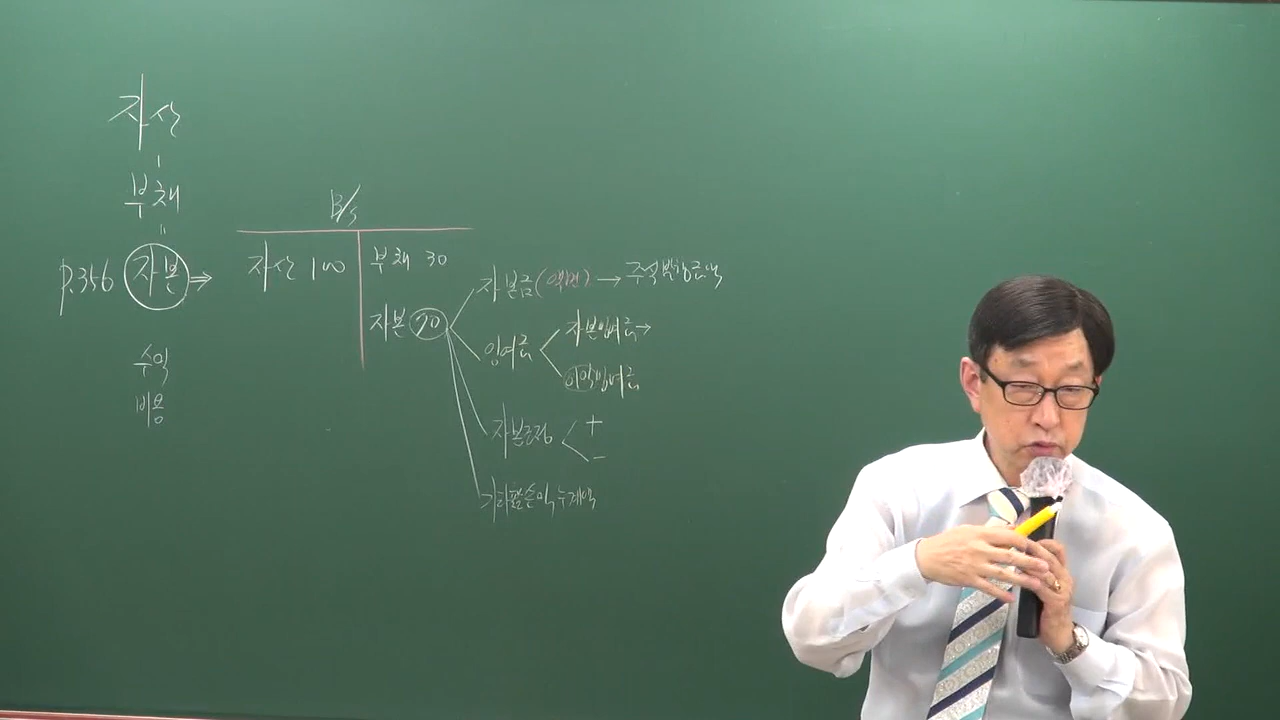 자산
-
부채
"
p.356 자본 ⇒
수익
비용
B/S
자산 100
부채 30
자본 70
자본금(액면) → 주식발행금액
잉여금
자본잉여금→
이익잉여금
자본조정
+
-
기타포괄손익누계액